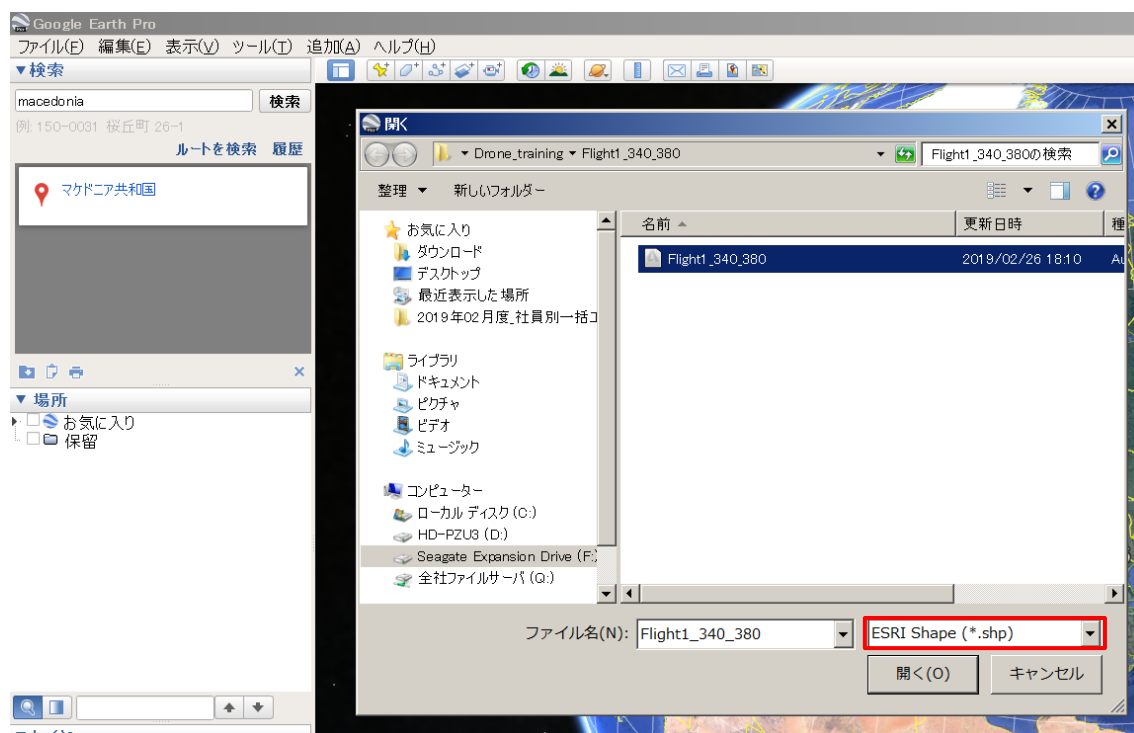 Google Earth Pro
ファイル(F) 編集(E) 表示(V) ツール(T) 追加(A) ヘルプ(H)
▼検索
macedonia 検索
例: 150-0031 桜丘町 26-1
ルートを検索 履歴
マケドニア共和国
▼ 場所
お気に入り
保留
開く
Drone_training ▾ Flight1_340_380
Flight1_340_380の検索
整理 ▼ 新しいフォルダー
お気に入り
ダウンロード
デスクトップ
最近表示した場所
2019年02月度_社員別一括コ
ライブラリ
ドキュメント
ピクチャ
ビデオ
ミュージック
コンピューター
ローカル ディスク (C:)
HD-PZU3 (D:)
Seagate Expansion Drive (F:)
全社ファイルサーバ (Q:)
名前 更新日時 種
Flight1_340_380 2019/02/26 18:10 Au
ファイル名(N): Flight1_340_380 ESRI Shape (*.shp)
開く(O) キャンセル